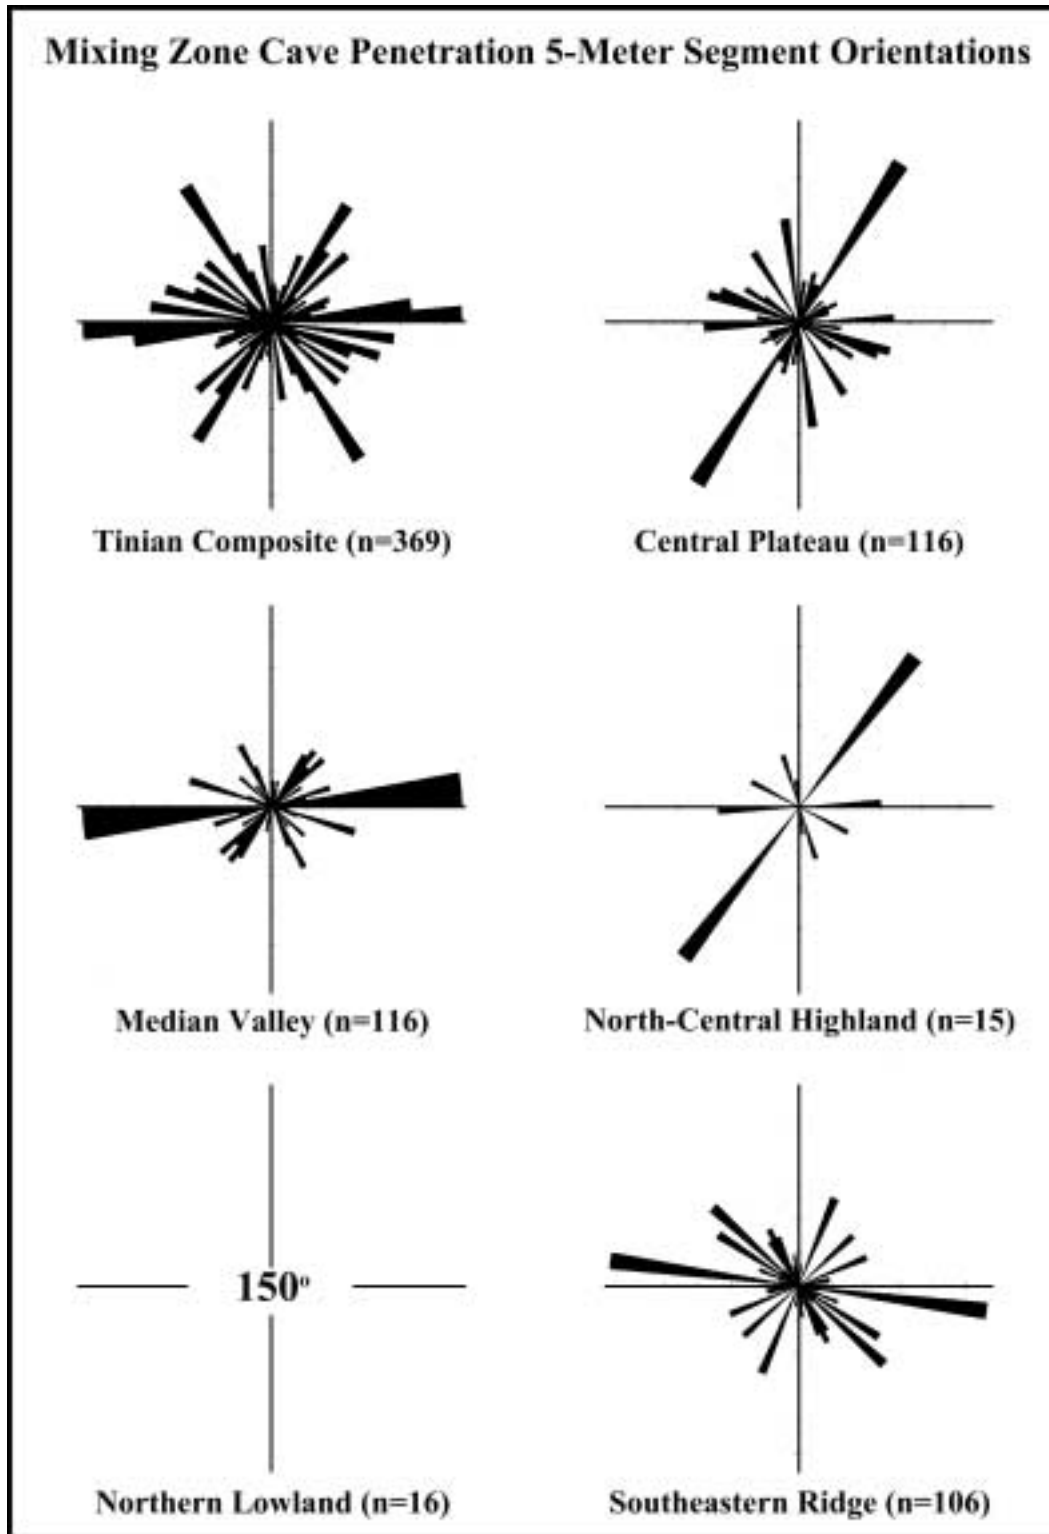 Mixing Zone Cave Penetration 5-Meter Segment Orientations
Tinian Composite (n=369)
Central Plateau (n=116)
Median Valley (n=116)
North-Central Highland (n=15)
150°
Northern Lowland (n=16)
Southeastern Ridge (n=106)